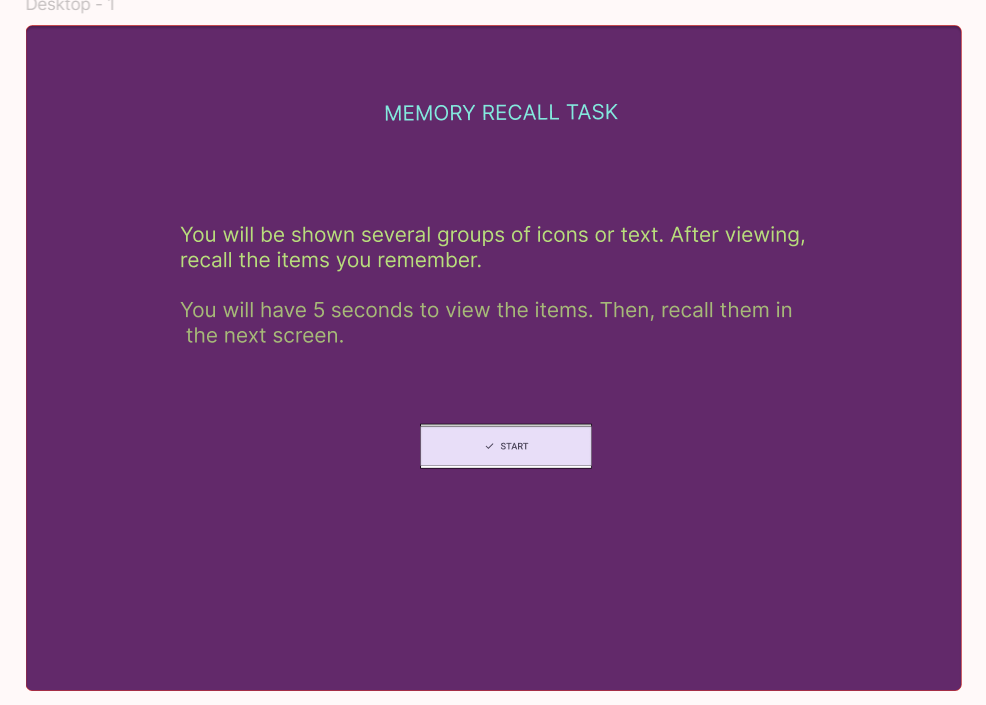 Desktop - 1
MEMORY RECALL TASK
You will be shown several groups of icons or text. After viewing,
recall the items you remember.
You will have 5 seconds to view the items. Then, recall them in
the next screen.
START